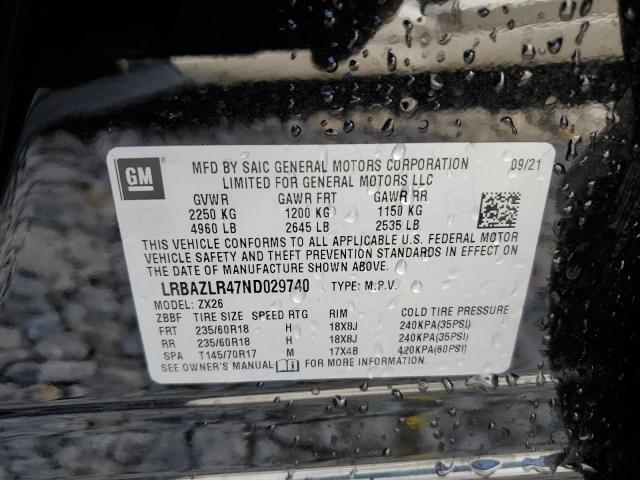 GM
MFD BY SAIC GENERAL MOTORS CORPORATION 09/21
LIMITED FOR GENERAL MOTORS LLC
GVWR GAWR FRT GAWR RR
2250 KG 1200 KG 1150 KG
4960 LB 2645 LB 2535 LB
THIS VEHICLE CONFORMS TO ALL APPLICABLE U.S. FEDERAL MOTOR
VEHICLE SAFETY AND THEFT PREVENTION STANDARDS IN EFFECT ON
THE DATE OF MANUFACTURE SHOWN ABOVE.
LRBAZLR47ND029740 TYPE: M.P.V.
MODEL: ZX26
ZBBF TIRE SIZE SPEED RTG RIM COLD TIRE PRESSURE
FRT 235/60R18 H 18X8J 240KPA(35PSI)
RR 235/60R18 H 18X8J 240KPA(35PSI)
SPA T145/70R17 M 17X4B 420KPA(60PSI)
SEE OWNER'S MANUAL FOR MORE INFORMATION